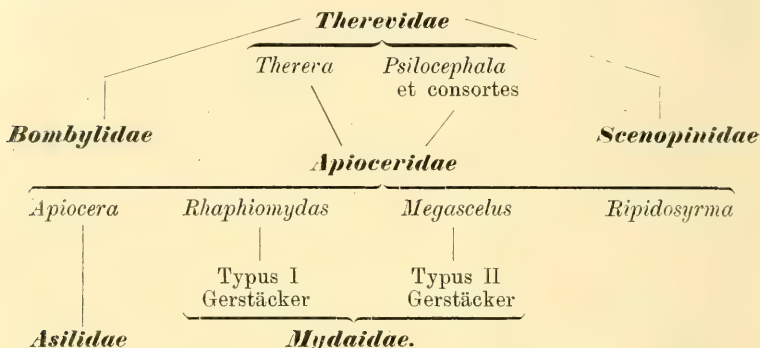 Therevidae
Therera Psilocephala
et consortes
Bombylidae Scenopinidae
Apioceridae
Apiocera Rhaphiomydas Megascelus Ripidosyrma
Typus I Typus II
Gerstäcker Gerstäcker
Asilidae Mydaidae.